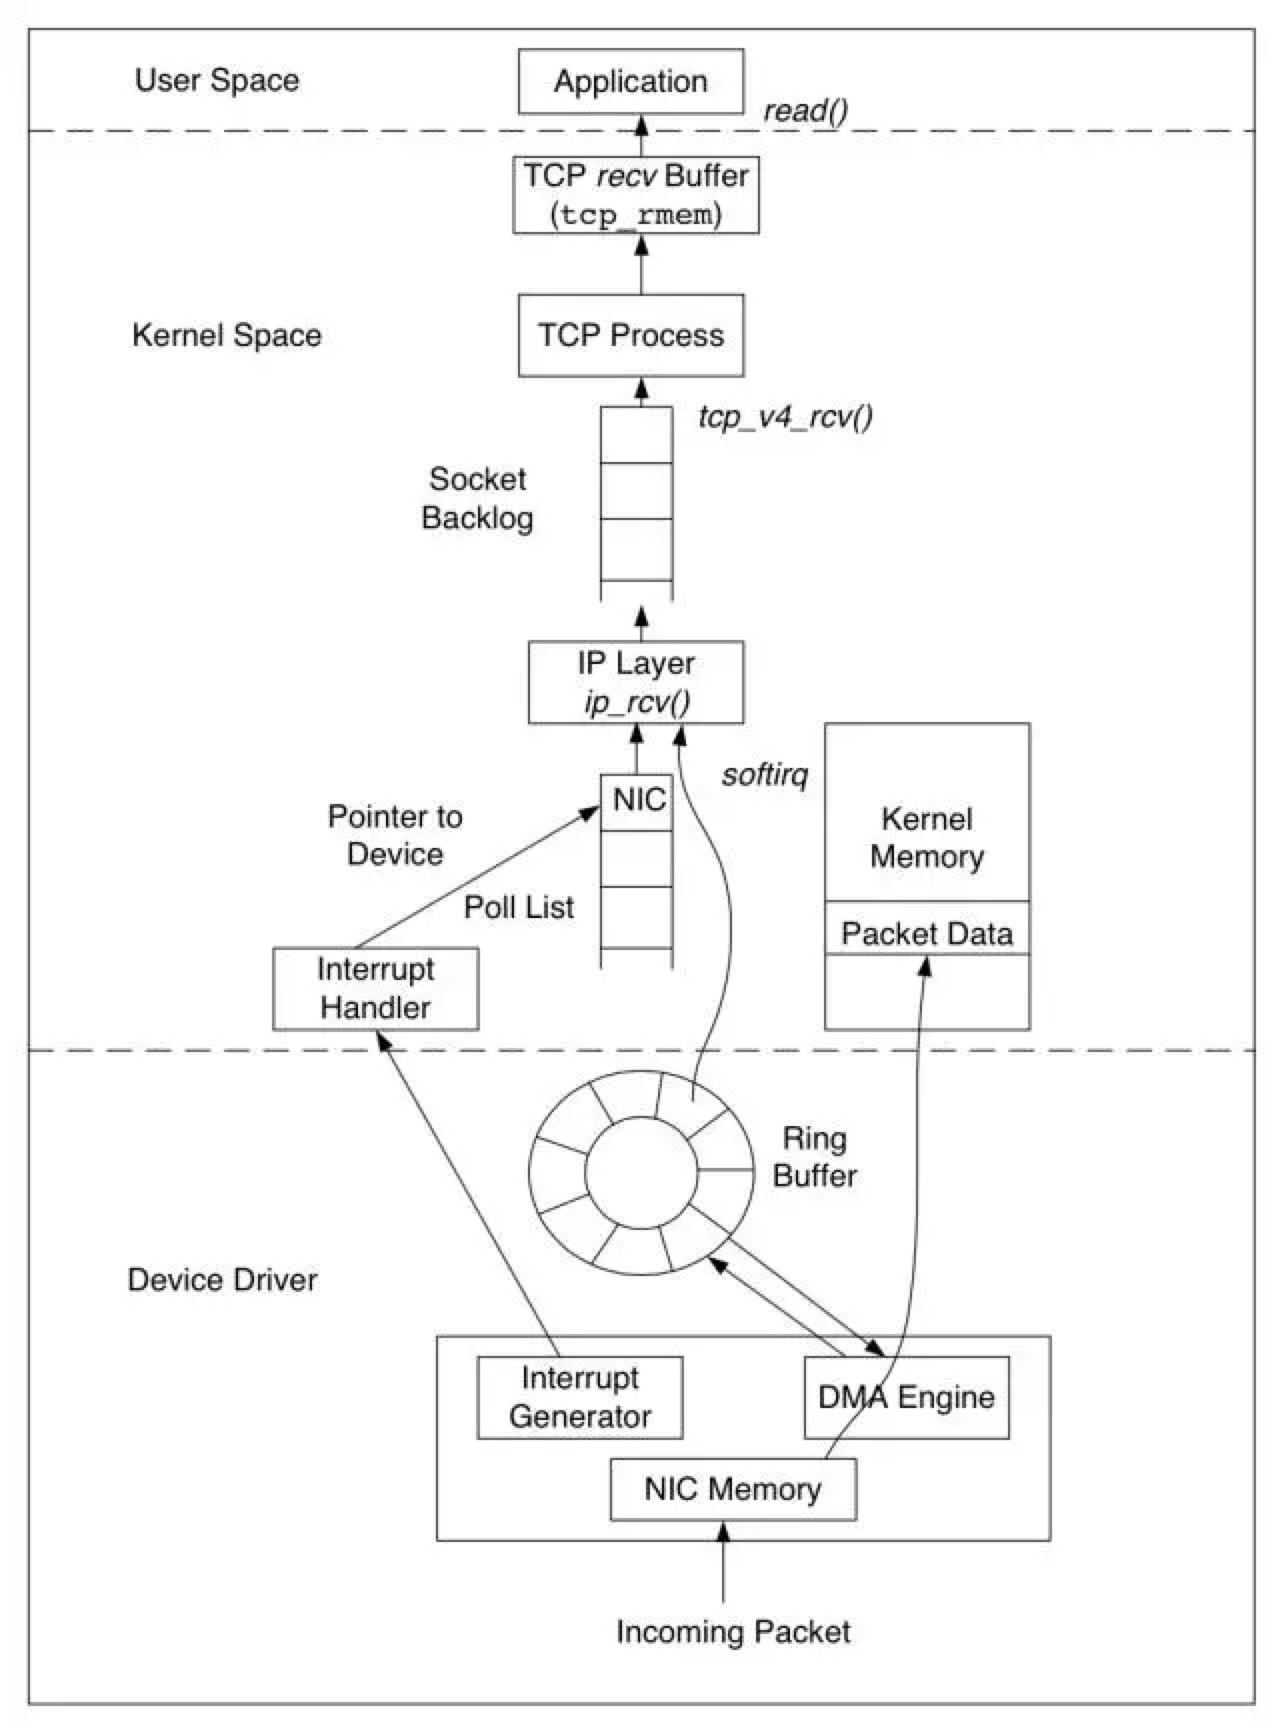 User Space
Application
read()
TCP recv Buffer
(tcp_rmem)
Kernel Space
TCP Process
tcp_v4_rcv()
Socket
Backlog
IP Layer
ip_rcv()
softirq
NIC
Pointer to
Device
Kernel
Memory
Poll List
Packet Data
Interrupt
Handler
Ring
Buffer
Device Driver
Interrupt
Generator
DMA Engine
NIC Memory
Incoming Packet